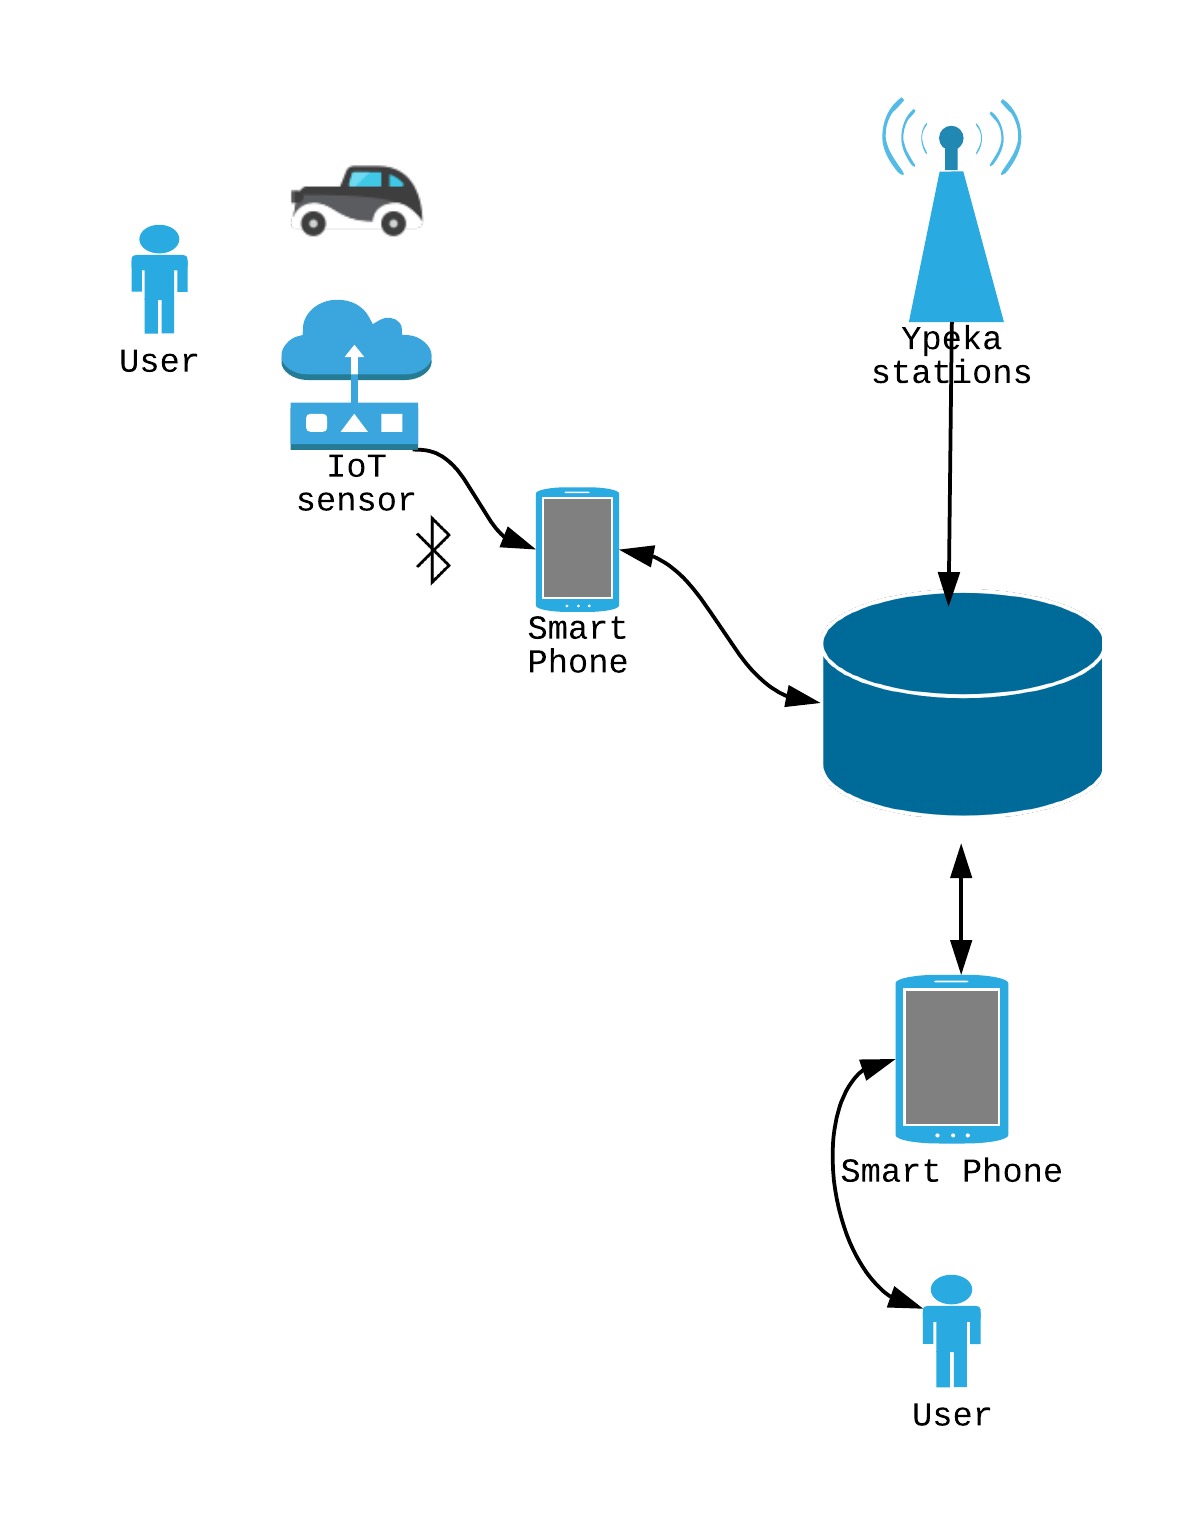 User
IoT
sensor
Ypeka
stations
Smart
Phone
Smart Phone
User